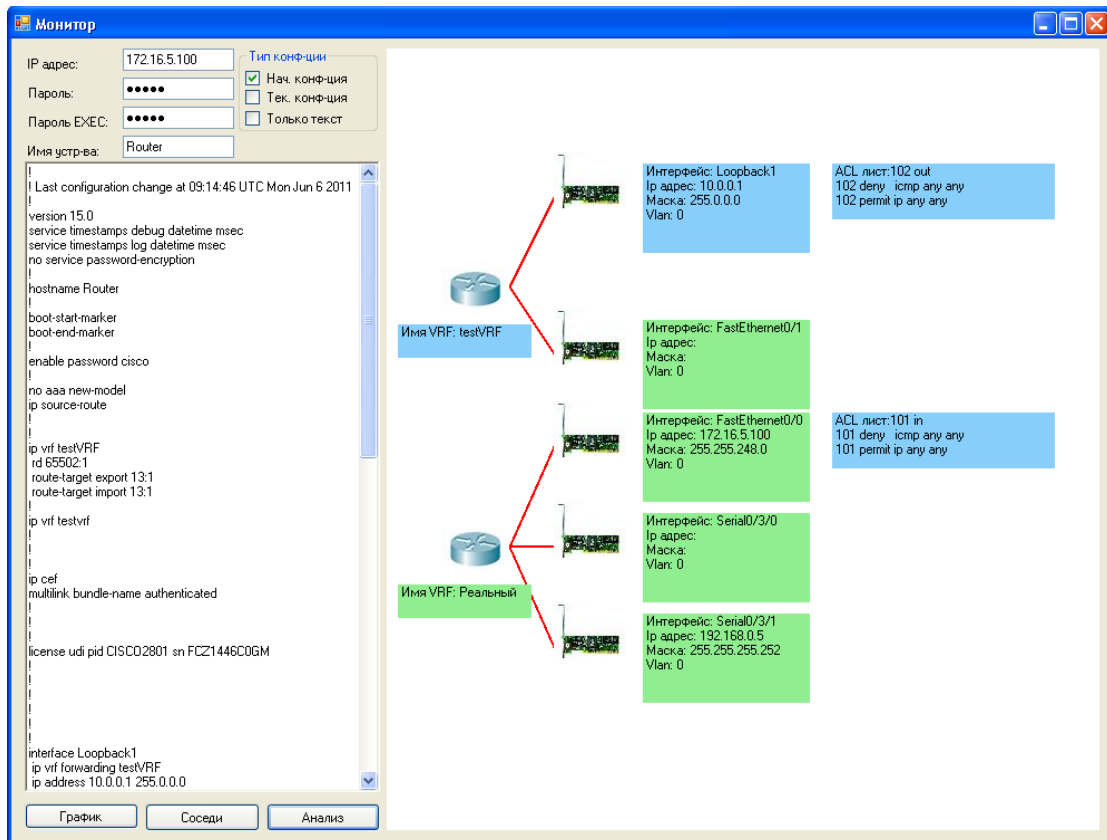 Монитор
IP адрес:
172.16.5.100
Пароль:
●●●●●
Пароль EXEC:
●●●●●
Имя устр-ва:
Router
Тип конф-ции
Нач. конф-ция
Тек. конф-ция
Только текст
!
! Last configuration change at 09:14:46 UTC Mon Jun 6 2011
!
version 15.0
service timestamps debug datetime msec
service timestamps log datetime msec
no service password-encryption
!
hostname Router
!
boot-start-marker
boot-end-marker
!
enable password cisco
!
no aaa new-model
ip source-route
!
!
ip vrf testVRF
rd 65502:1
route-target export 13:1
route-target import 13:1
!
ip vrf testvrf
!
!
!
ip cef
multilink bundle-name authenticated
!
!
!
license udi pid CISCO2801 sn FCZ1446C0GM
!
!
!
!
!
!
interface Loopback1
ip vrf forwarding testVRF
ip address 10.0.0.1 255.0.0.0
График
Соседи
Анализ
Имя VRF: testVRF
Интерфейс: Loopback1
Ip адрес: 10.0.0.1
Маска: 255.0.0.0
Vlan: 0
ACL лист:102 out
102 deny icmp any any
102 permit ip any any
Интерфейс: FastEthernet0/1
Ip адрес:
Маска:
Vlan: 0
Имя VRF: Реальный
Интерфейс: FastEthernet0/0
Ip адрес: 172.16.5.100
Маска: 255.255.248.0
Vlan: 0
ACL лист:101 in
101 deny icmp any any
101 permit ip any any
Интерфейс: Serial0/3/0
Ip адрес:
Маска:
Vlan: 0
Интерфейс: Serial0/3/1
Ip адрес: 192.168.0.5
Маска: 255.255.255.252
Vlan: 0